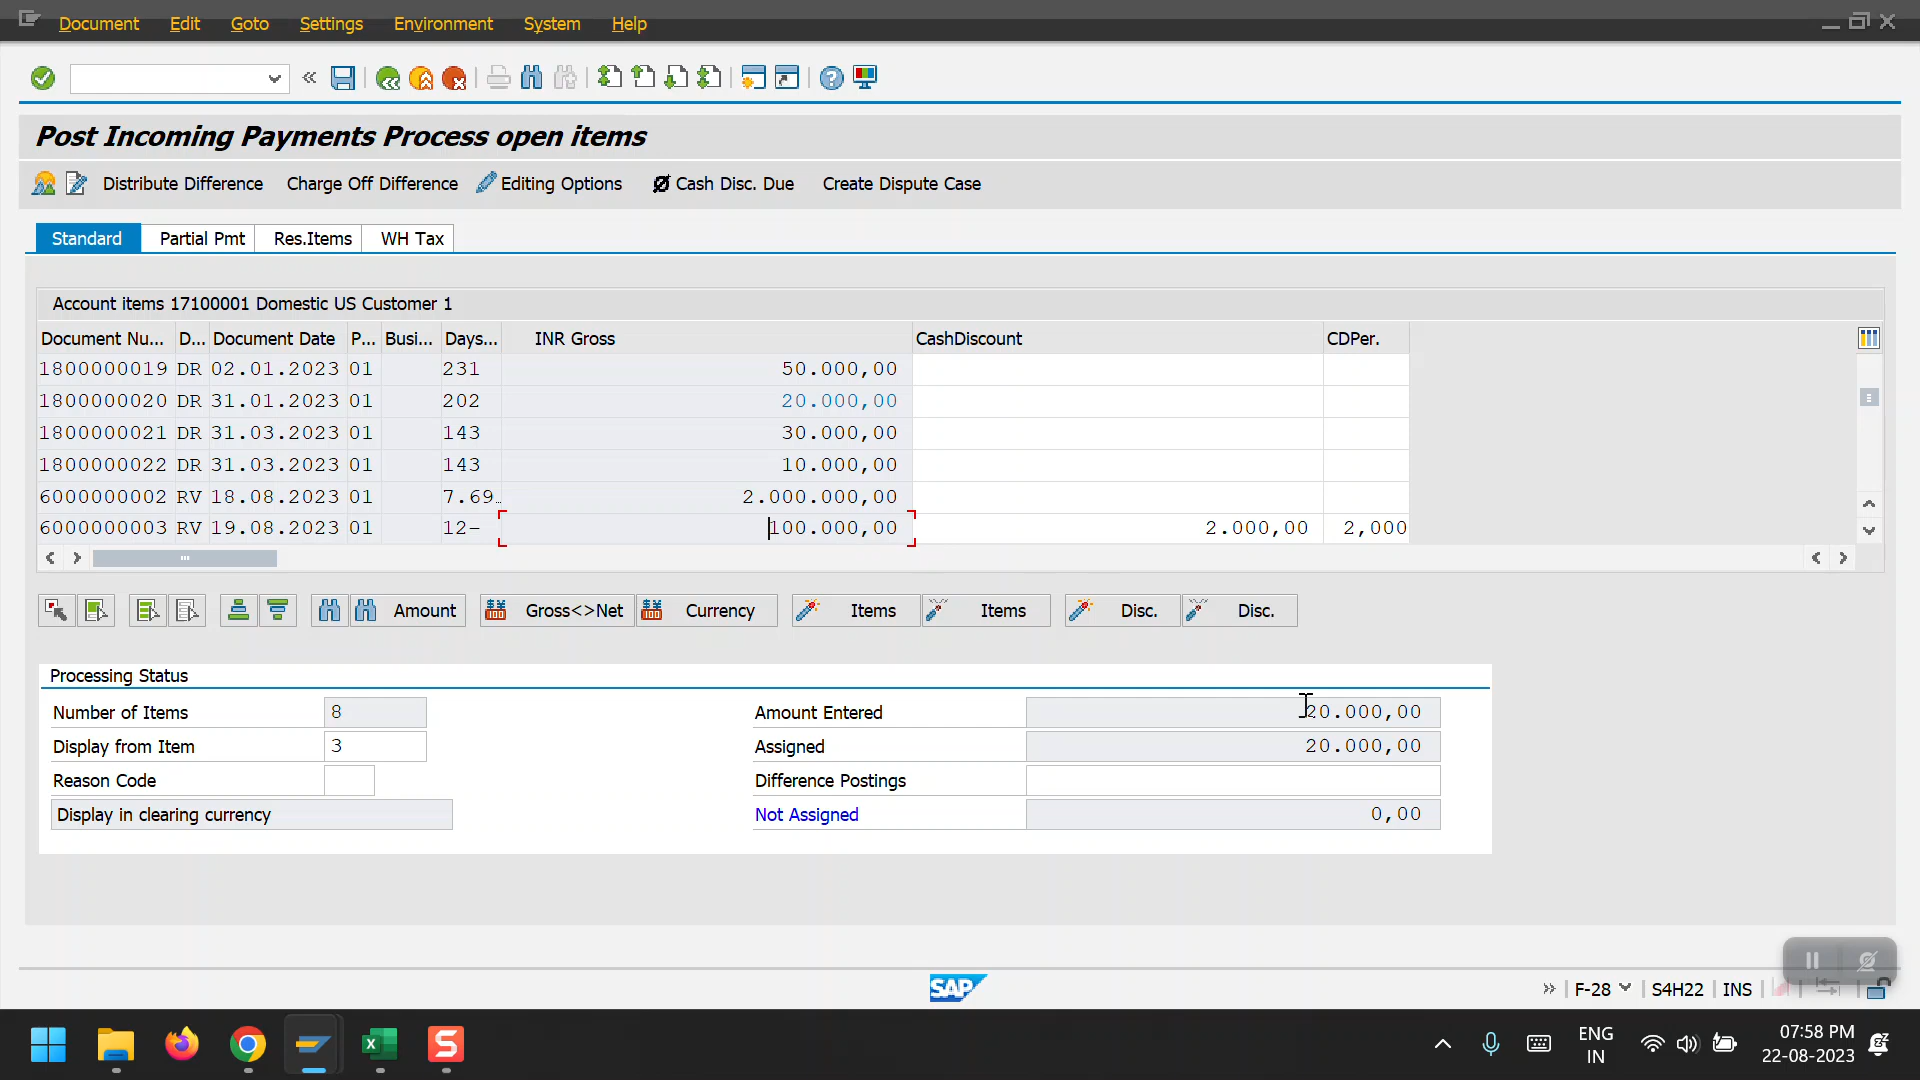 Document Edit Goto Settings Environment System Help
Post Incoming Payments Process open items
Distribute Difference Charge Off Difference Editing Options Cash Disc. Due Create Dispute Case
Standard Partial Pmt Res.Items WH Tax
Account items 17100001 Domestic US Customer 1
Document Nu... D... Document Date P... Busi... Days... INR Gross CashDiscount CDPer.
1800000019 DR 02.01.2023 01 231 50.000,00
1800000020 DR 31.01.2023 01 202 20.000,00
1800000021 DR 31.03.2023 01 143 30.000,00
1800000022 DR 31.03.2023 01 143 10.000,00
6000000002 RV 18.08.2023 01 7.69… 2.000.000,00
6000000003 RV 19.08.2023 01 12- 100.000,00 2.000,00 2,000
Amount Gross<>Net Currency Items Items Disc. Disc.
Processing Status
Number of Items 8 Amount Entered 20.000,00
Display from Item 3 Assigned 20.000,00
Reason Code Difference Postings
Display in clearing currency Not Assigned 0,00
SAP F-28 S4H22 INS
ENG IN 07:58 PM
22-08-2023